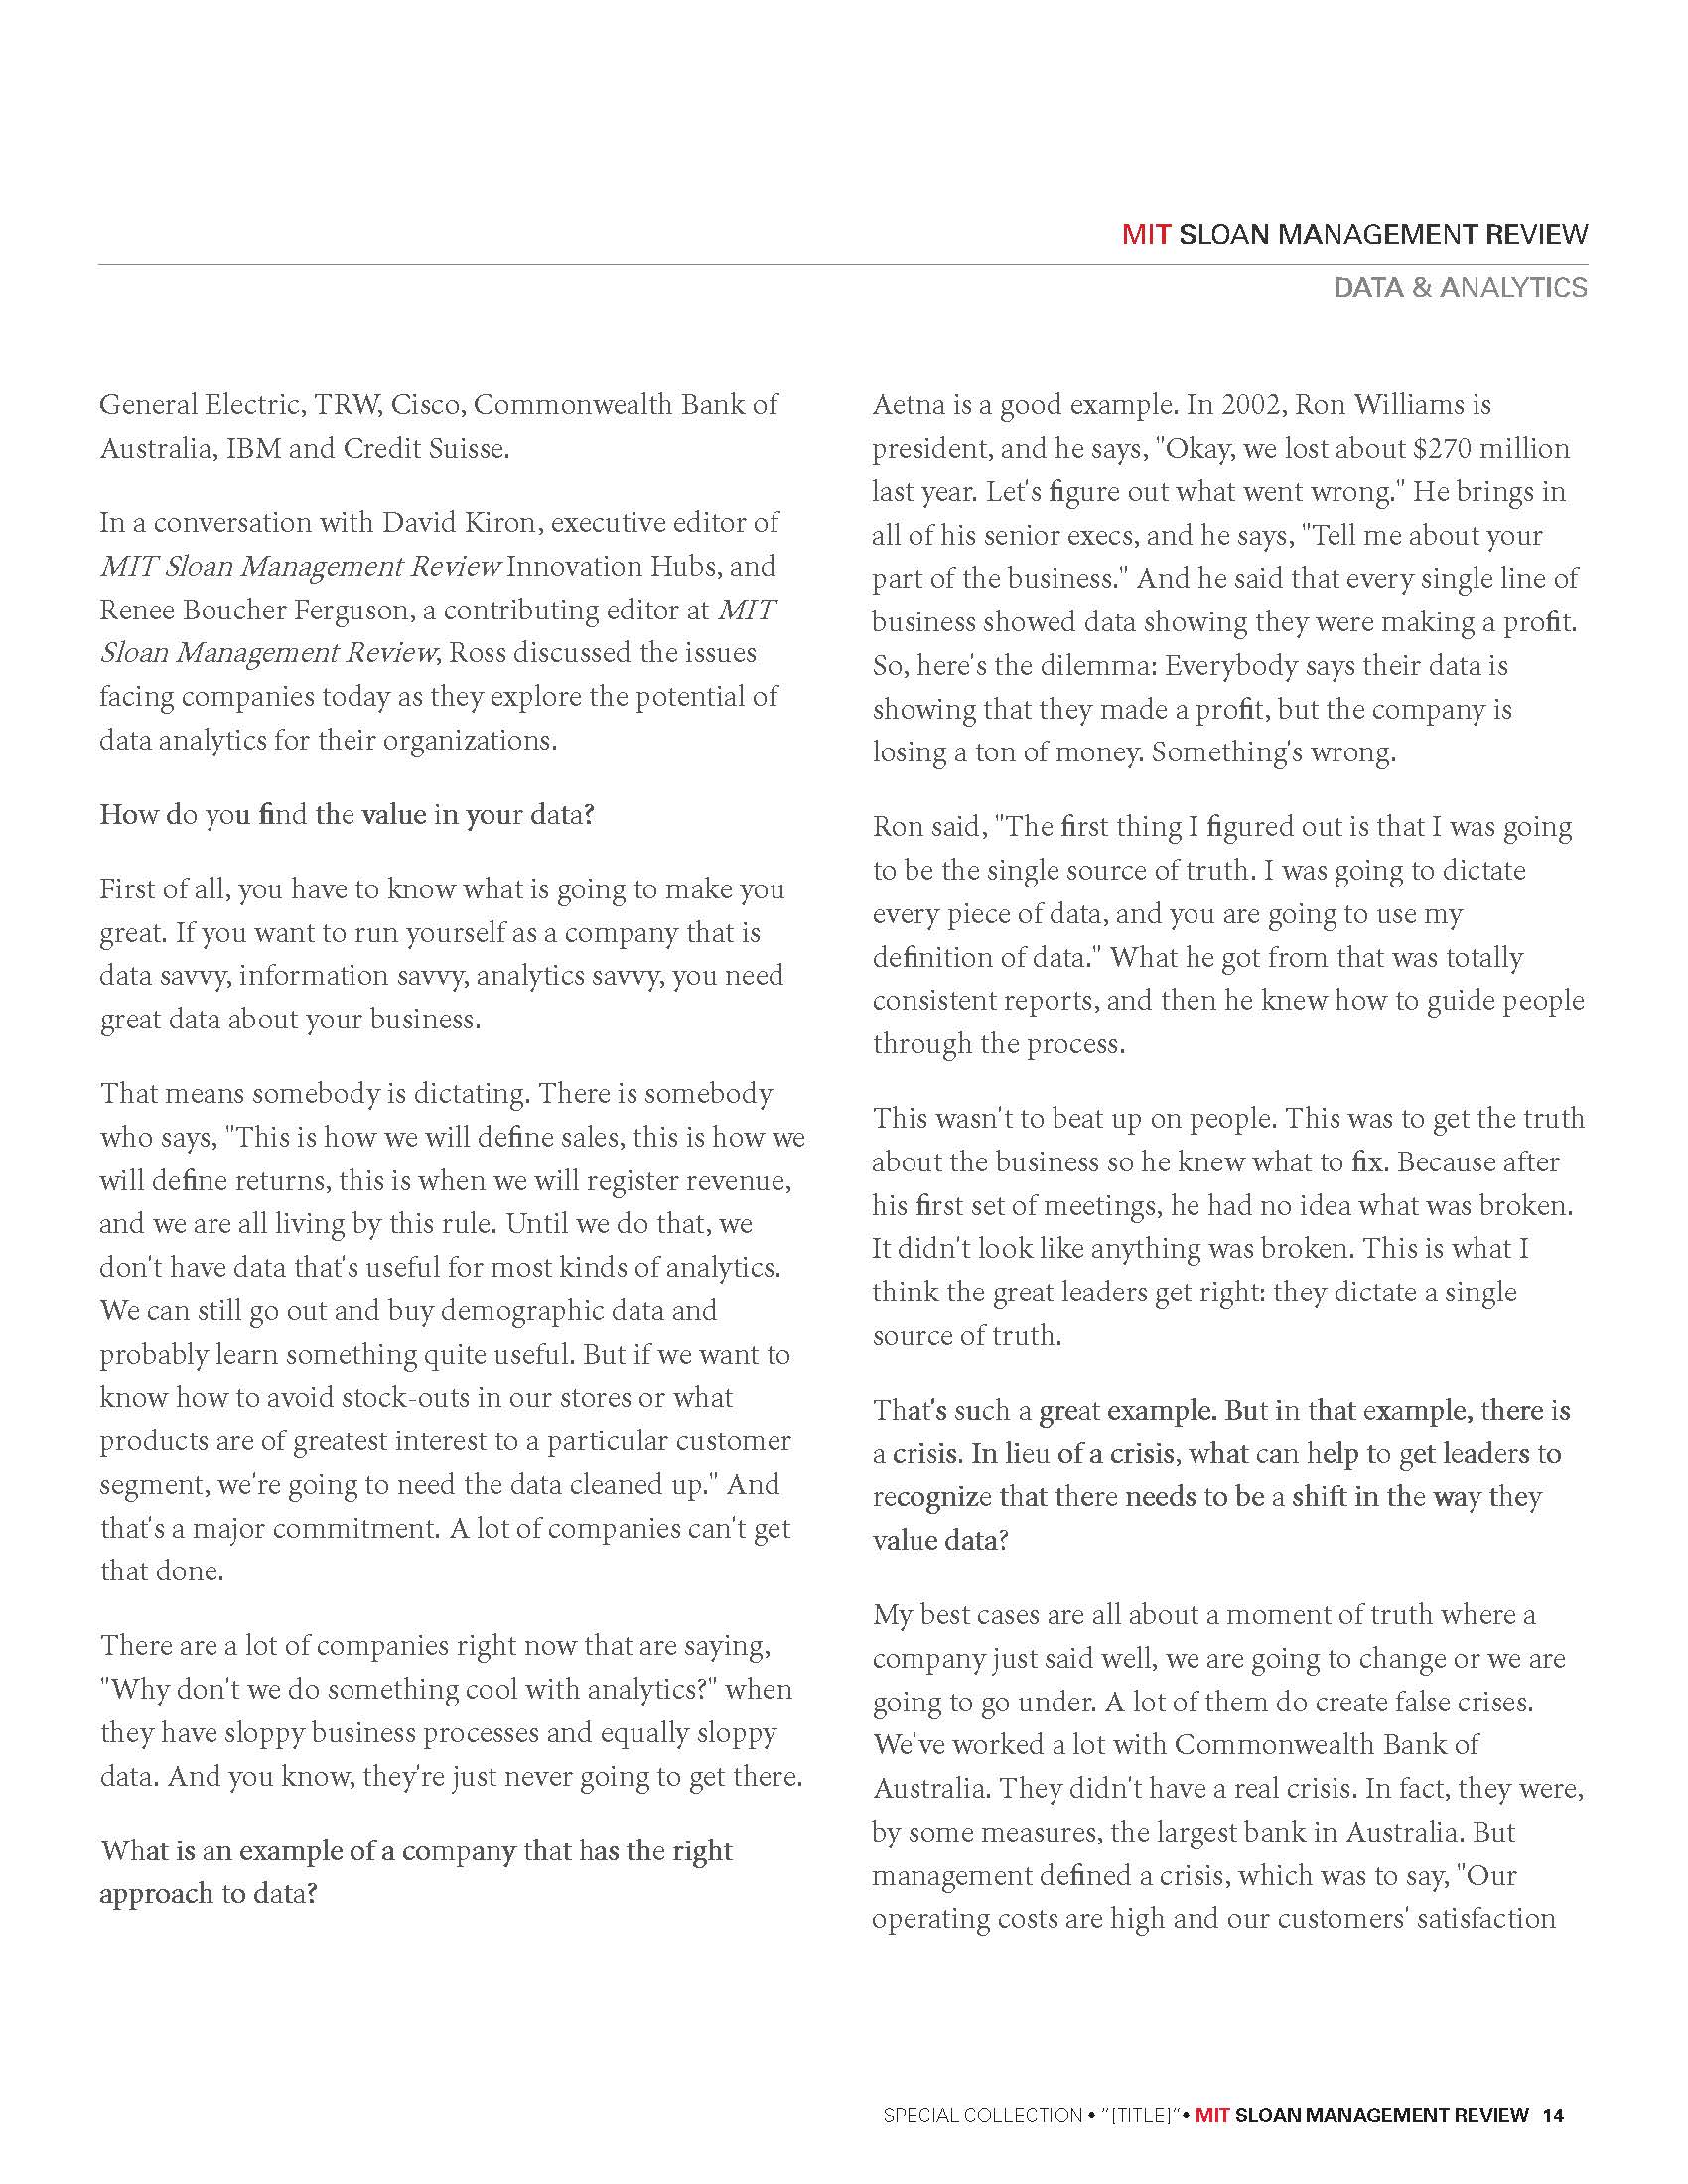 MIT SLOAN MANAGEMENT REVIEW
DATA & ANALYTICS
General Electric, TRW, Cisco, Commonwealth Bank of
Australia, IBM and Credit Suisse.
In a conversation with David Kiron, executive editor of
MIT Sloan Management Review Innovation Hubs, and
Renee Boucher Ferguson, a contributing editor at MIT
Sloan Management Review, Ross discussed the issues
facing companies today as they explore the potential of
data analytics for their organizations.
How do you find the value in your data?
First of all, you have to know what is going to make you
great. If you want to run yourself as a company that is
data savvy, information savvy, analytics savvy, you need
great data about your business.
That means somebody is dictating. There is somebody
who says, "This is how we will define sales, this is how we
will define returns, this is when we will register revenue,
and we are all living by this rule. Until we do that, we
don't have data that's useful for most kinds of analytics.
We can still go out and buy demographic data and
probably learn something quite useful. But if we want to
know how to avoid stock-outs in our stores or what
products are of greatest interest to a particular customer
segment, we're going to need the data cleaned up." And
that's a major commitment. A lot of companies can't get
that done.
There are a lot of companies right now that are saying,
"Why don't we do something cool with analytics?" when
they have sloppy business processes and equally sloppy
data. And you know, they're just never going to get there.
What is an example of a company that has the right
approach to data?
Aetna is a good example. In 2002, Ron Williams is
president, and he says, "Okay, we lost about $270 million
last year. Let's figure out what went wrong." He brings in
all of his senior execs, and he says, "Tell me about your
part of the business." And he said that every single line of
business showed data showing they were making a profit.
So, here's the dilemma: Everybody says their data is
showing that they made a profit, but the company is
losing a ton of money. Something's wrong.
Ron said, "The first thing I figured out is that I was going
to be the single source of truth. I was going to dictate
every piece of data, and you are going to use my
definition of data." What he got from that was totally
consistent reports, and then he knew how to guide people
through the process.
This wasn't to beat up on people. This was to get the truth
about the business so he knew what to fix. Because after
his first set of meetings, he had no idea what was broken.
It didn't look like anything was broken. This is what I
think the great leaders get right: they dictate a single
source of truth.
That's such a great example. But in that example, there is
a crisis. In lieu of a crisis, what can help to get leaders to
recognize that there needs to be a shift in the way they
value data?
My best cases are all about a moment of truth where a
company just said well, we are going to change or we are
going to go under. A lot of them do create false crises.
We've worked a lot with Commonwealth Bank of
Australia. They didn't have a real crisis. In fact, they were,
by some measures, the largest bank in Australia. But
management defined a crisis, which was to say, "Our
operating costs are high and our customers' satisfaction
SPECIAL COLLECTION • "[TITLE]"• MIT SLOAN MANAGEMENT REVIEW 14